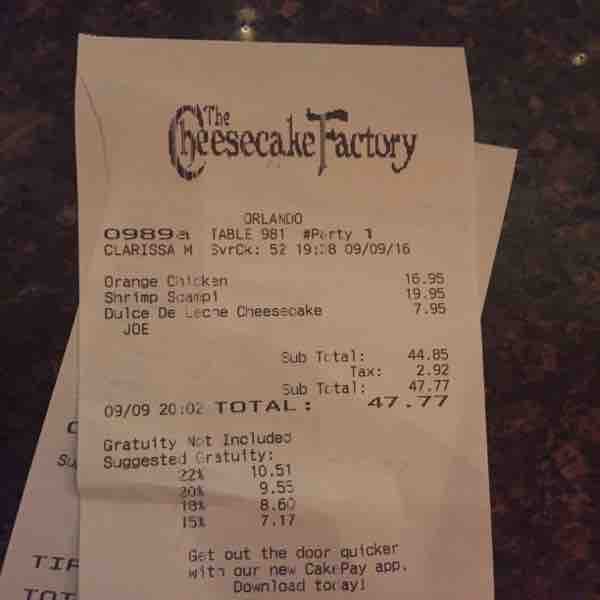 The
Cheesecake Factory
ORLANDO
0989a TABLE 981 #Party 1
CLARISSA M SvrCk: 52 19:28 09/09/16
Orange Chicken 16.95
Shrimp Scampi 19.95
Dulce De Leche Cheesecake 7.95
JOE
Sub Total: 44.85
Tax: 2.92
Sub Total: 47.77
09/09 20:02 TOTAL: 47.77
Gratuity Not Included
Suggested Gratuity:
22% 10.51
20% 9.55
18% 8.60
15% 7.17
Get out the door quicker
with our new CakePay app.
Download today!